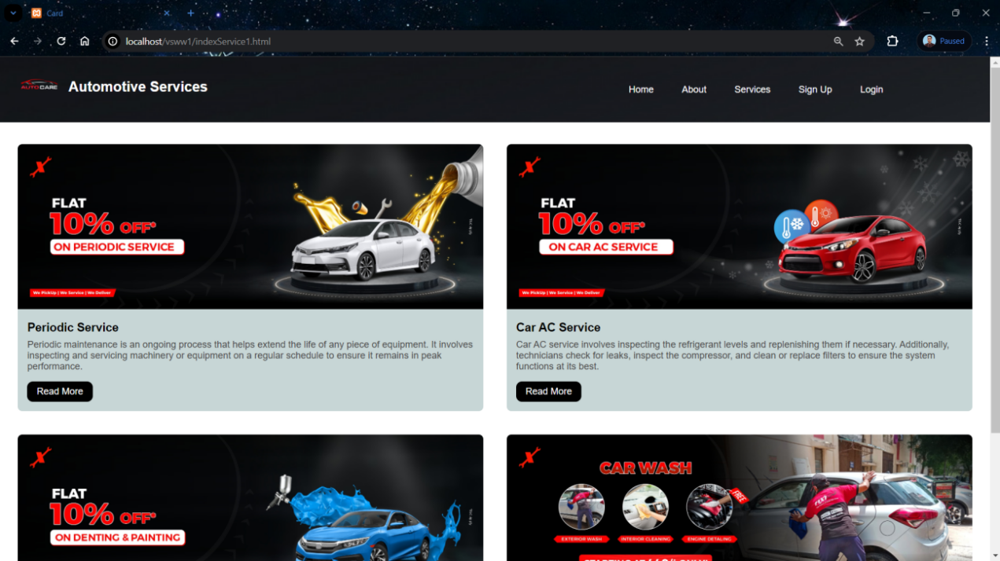 Card
localhost/vsww1/indexService1.html
Paused
AUTOCARE
Automotive Services
Home
About
Services
Sign Up
Login
FLAT
10% OFF*
ON PERIODIC SERVICE
We PickUp | We Service | We Deliver
Periodic Service
Periodic maintenance is an ongoing process that helps extend the life of any piece of equipment. It involves
inspecting and servicing machinery or equipment on a regular schedule to ensure it remains in peak
performance.
Read More
FLAT
10% OFF*
ON CAR AC SERVICE
We PickUp | We Service | We Deliver
Car AC Service
Car AC service involves inspecting the refrigerant levels and replenishing them if necessary. Additionally,
technicians check for leaks, inspect the compressor, and clean or replace filters to ensure the system
functions at its best.
Read More
FLAT
10% OFF*
ON DENTING & PAINTING
CAR WASH
FREE
EXTERIOR WASH
INTERIOR CLEANING
ENGINE DETALING